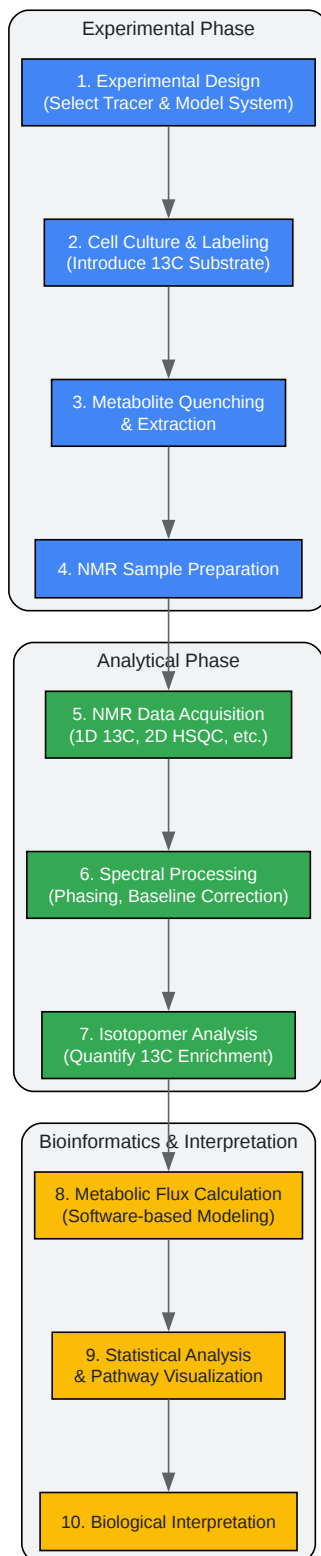 Experimental Phase
1. Experimental Design
(Select Tracer & Model System)
2. Cell Culture & Labeling
(Introduce 13C Substrate)
3. Metabolite Quenching
& Extraction
4. NMR Sample Preparation
Analytical Phase
5. NMR Data Acquisition
(1D 13C, 2D HSQC, etc.)
6. Spectral Processing
(Phasing, Baseline Correction)
7. Isotopomer Analysis
(Quantify 13C Enrichment)
Bioinformatics & Interpretation
8. Metabolic Flux Calculation
(Software-based Modeling)
9. Statistical Analysis
& Pathway Visualization
10. Biological Interpretation